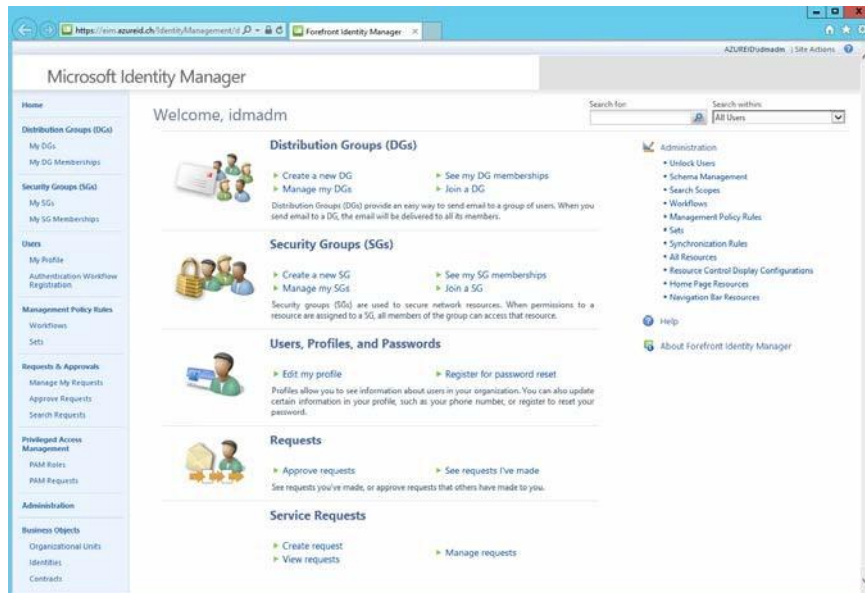 https://eim.azureid.ch/IdentityManagement/d
Forefront Identity Manager
AZUREID\idmadm | Site Actions
Microsoft Identity Manager
Home
Distribution Groups (DGs)
My DGs
My DG Memberships
Security Groups (SGs)
My SGs
My SG Memberships
Users
My Profile
Authentication Workflow
Registration
Management Policy Rules
Workflows
Sets
Requests & Approvals
Manage My Requests
Approve Requests
Search Requests
Privileged Access
Management
PAM Roles
PAM Requests
Administration
Business Objects
Organizational Units
Identities
Contracts
Welcome, idmadm
Search for:
Search within:
All Users
Distribution Groups (DGs)
Create a new DG
See my DG memberships
Manage my DGs
Join a DG
Distribution Groups (DGs) provide an easy way to send email to a group of users. When you
send email to a DG, the email will be delivered to all its members.
Security Groups (SGs)
Create a new SG
See my SG memberships
Manage my SGs
Join a SG
Security groups (SGs) are used to secure network resources. When permissions to a
resource are assigned to a SG, all members of the group can access that resource.
Users, Profiles, and Passwords
Edit my profile
Register for password reset
Profiles allow you to see information about users in your organization. You can also update
certain information in your profile, such as your phone number, or register to reset your
password.
Requests
Approve requests
See requests I've made
See requests you've made, or approve requests that others have made to you.
Service Requests
Create request
Manage requests
View requests
Administration
Unlock Users
Schema Management
Search Scopes
Workflows
Management Policy Rules
Sets
Synchronization Rules
All Resources
Resource Control Display Configurations
Home Page Resources
Navigation Bar Resources
Help
About Forefront Identity Manager